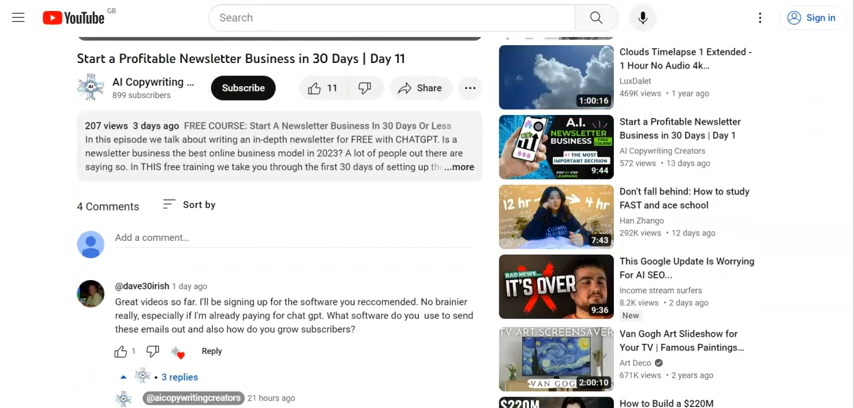 YouTube GB
Search
Sign in
Start a Profitable Newsletter Business in 30 Days | Day 11
AI Copywriting ...
899 subscribers
Subscribe
11
Share
207 views 3 days ago FREE COURSE: Start A Newsletter Business In 30 Days Or Less
In this episode we talk about writing an in-depth newsletter for FREE with CHATGPT. Is a
newsletter business the best online business model in 2023? A lot of people out there are
saying so. In THIS free training we take you through the first 30 days of setting up th ...more
4 Comments
Sort by
Add a comment...
@dave30irish 1 day ago
Great videos so far. I'll be signing up for the software you reccomended. No brainier
really, especially if I'm already paying for chat gpt. What software do you use to send
these emails out and also how do you grow subscribers?
1
Reply
3 replies
@aicopywritingcreators 21 hours ago
1:00:16
Clouds Timelapse 1 Extended -
1 Hour No Audio 4k...
LuxDalet
469K views • 1 year ago
A.I.
NEWSLETTER
BUSINESS
THE MOST
IMPORTANT DECISION
9:44
Start a Profitable Newsletter
Business in 30 Days | Day 1
AI Copywriting Creators
572 views • 13 days ago
12 hr
4 hr
7:43
Don't fall behind: How to study
FAST and ace school
Han Zhango
292K views • 12 days ago
BAD NEWS...
IT'S OVER
9:36
This Google Update Is Worrying
For AI SEO...
Income stream surfers
8.2K views • 2 days ago
New
TV ART SCREENSAVER
VAN GOG
2:00:10
Van Gogh Art Slideshow for
Your TV | Famous Paintings...
Art Deco
671K views • 2 years ago
$220M
How to Build a $220M